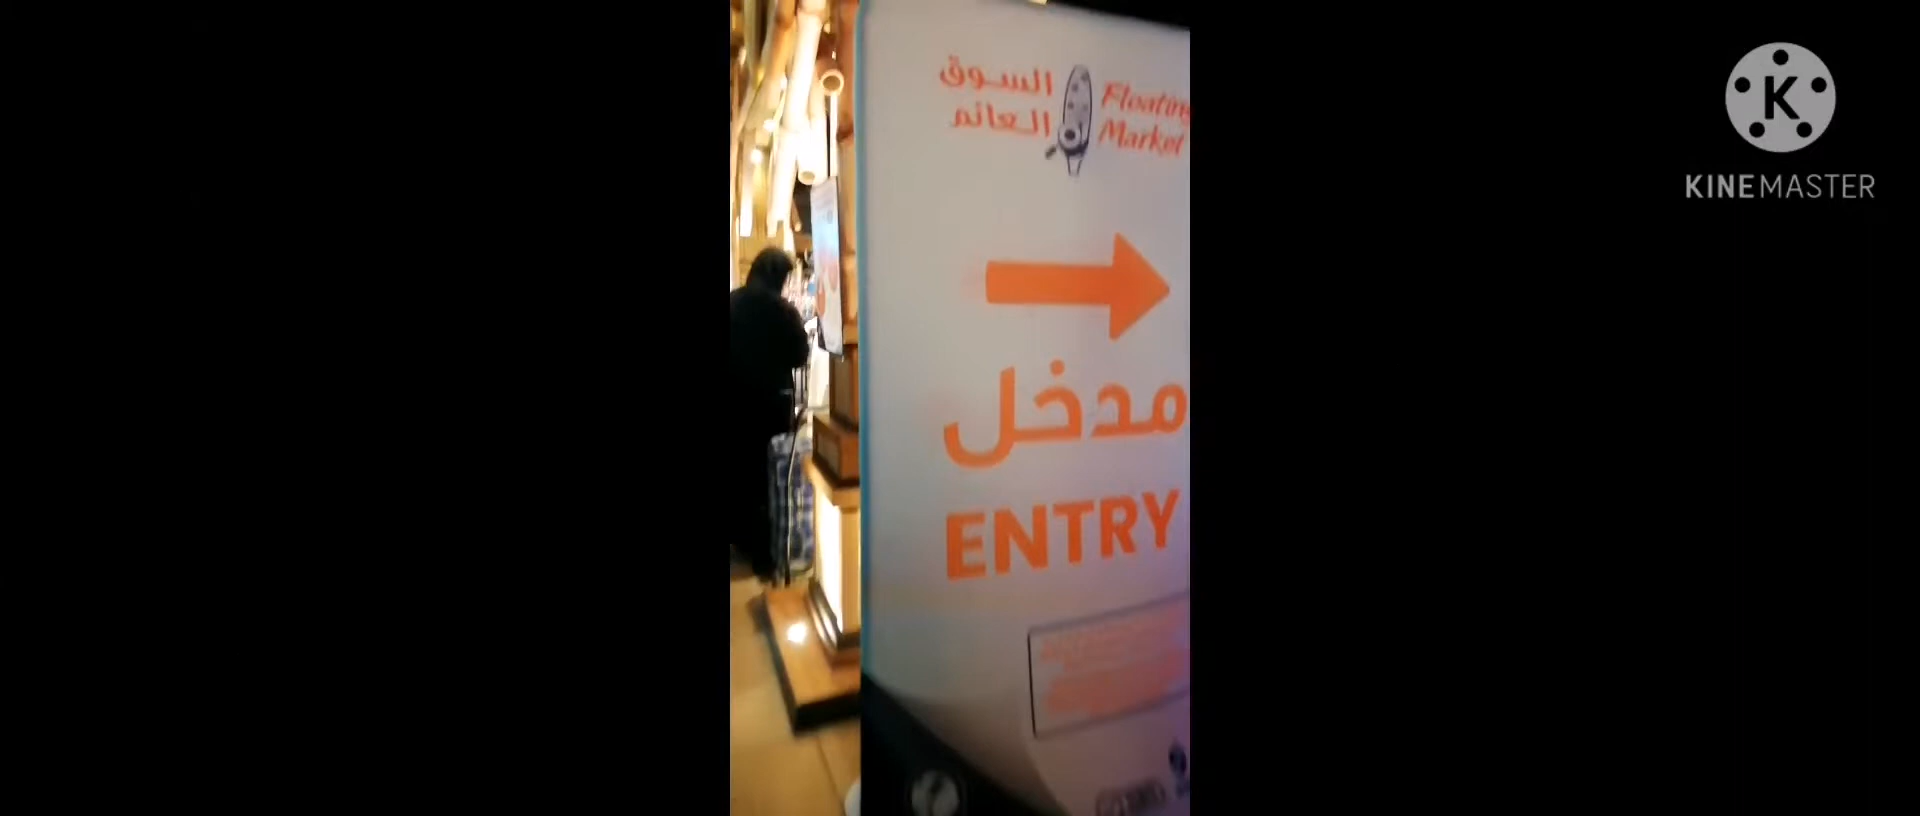 السوق
العائم
Floating
Market
مدخل
ENTRY
K
KINEMASTER